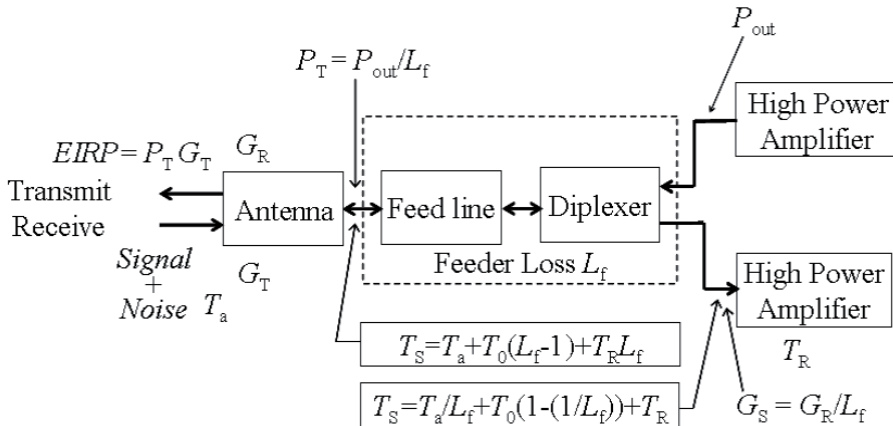 P_out
P_T = P_out/L_f
High Power
Amplifier
EIRP = P_T G_T
G_R
Transmit
Receive
Antenna
Feed line
Diplexer
Feeder Loss L_f
Signal
+
Noise
T_a
G_T
High Power
Amplifier
T_R
T_S=T_a+T_0(L_f-1)+T_RL_f
T_S=T_a/L_f+T_0(1-(1/L_f))+T_R
G_S = G_R/L_f